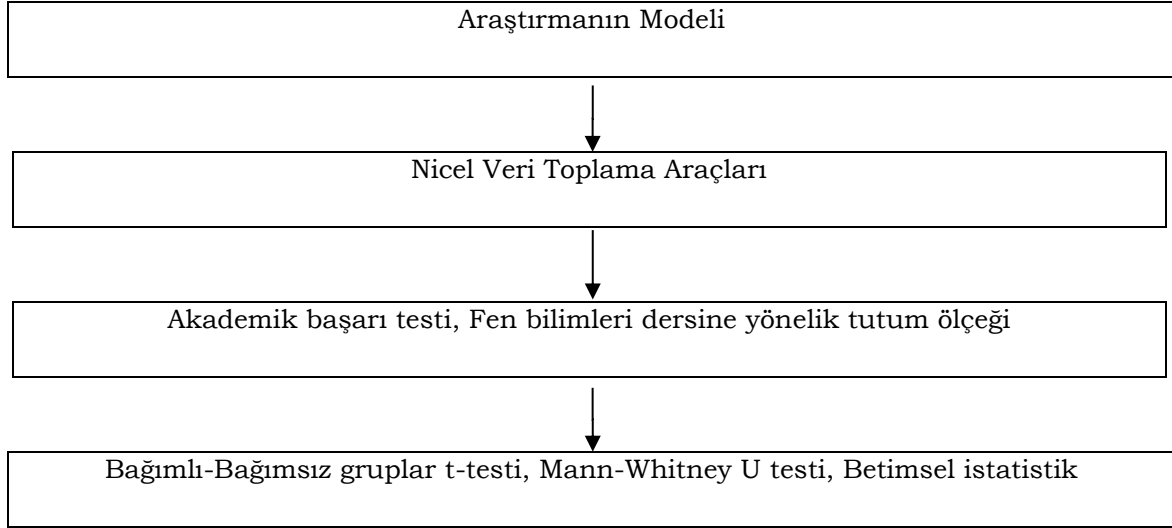 Araştırmanın Modeli
Nicel Veri Toplama Araçları
Akademik başarı testi, Fen bilimleri dersine yönelik tutum ölçeği
Bağımlı-Bağımsız gruplar t-testi, Mann-Whitney U testi, Betimsel istatistik